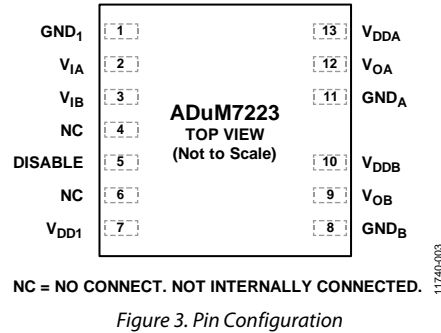 GND1 1 13 VDDA
VIA 2 12 VOA
VIB 3 11 GNDA
ADuM7223
NC 4 TOP VIEW
(Not to Scale)
DISABLE 5 10 VDDB
NC 6 9 VOB
VDD1 7 8 GNDB
11740-003
NC = NO CONNECT. NOT INTERNALLY CONNECTED.
Figure 3. Pin Configuration